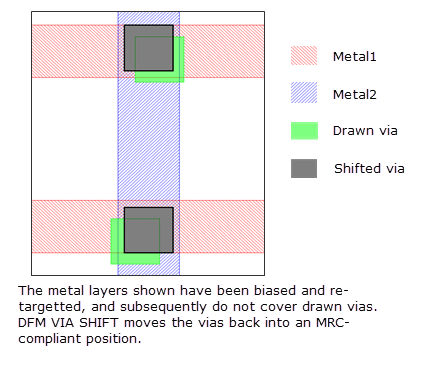 Metal1
Metal2
Drawn via
Shifted via
The metal layers shown have been biased and re-
targetted, and subsequently do not cover drawn vias.
DFM VIA SHIFT moves the vias back into an MRC-
compliant position.